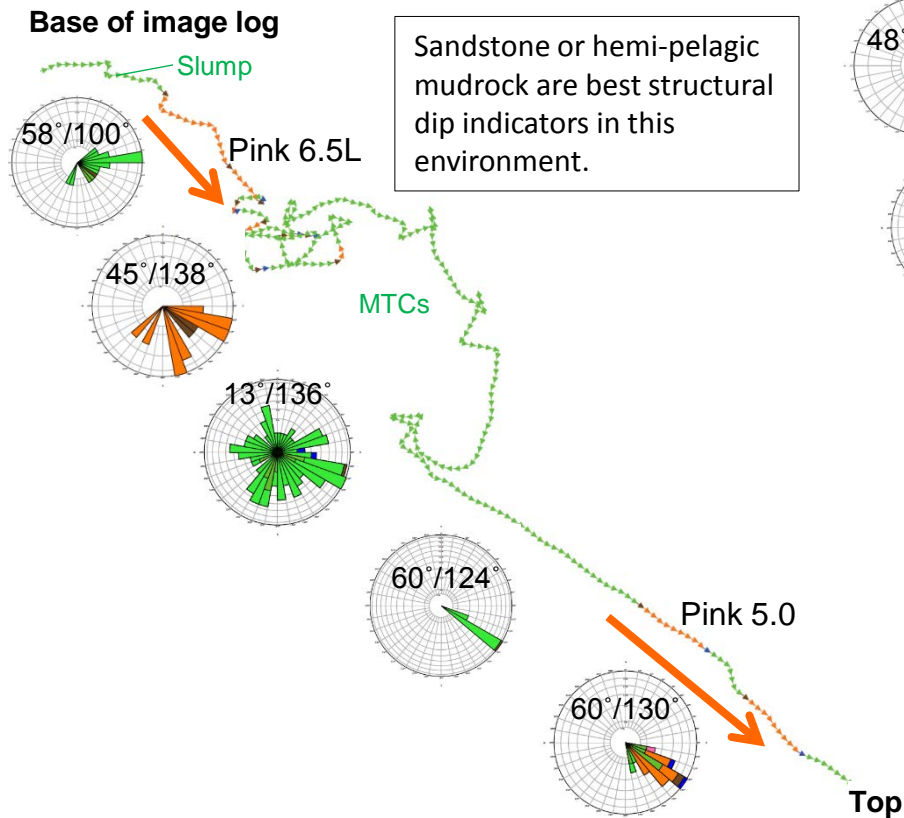 Base of image log
Slump
Sandstone or hemi-pelagic
mudrock are best structural
dip indicators in this
environment.
48°
58°/100°
Pink 6.5L
45°/138°
MTCs
13°/136°
60°/124°
Pink 5.0
60°/130°
Top